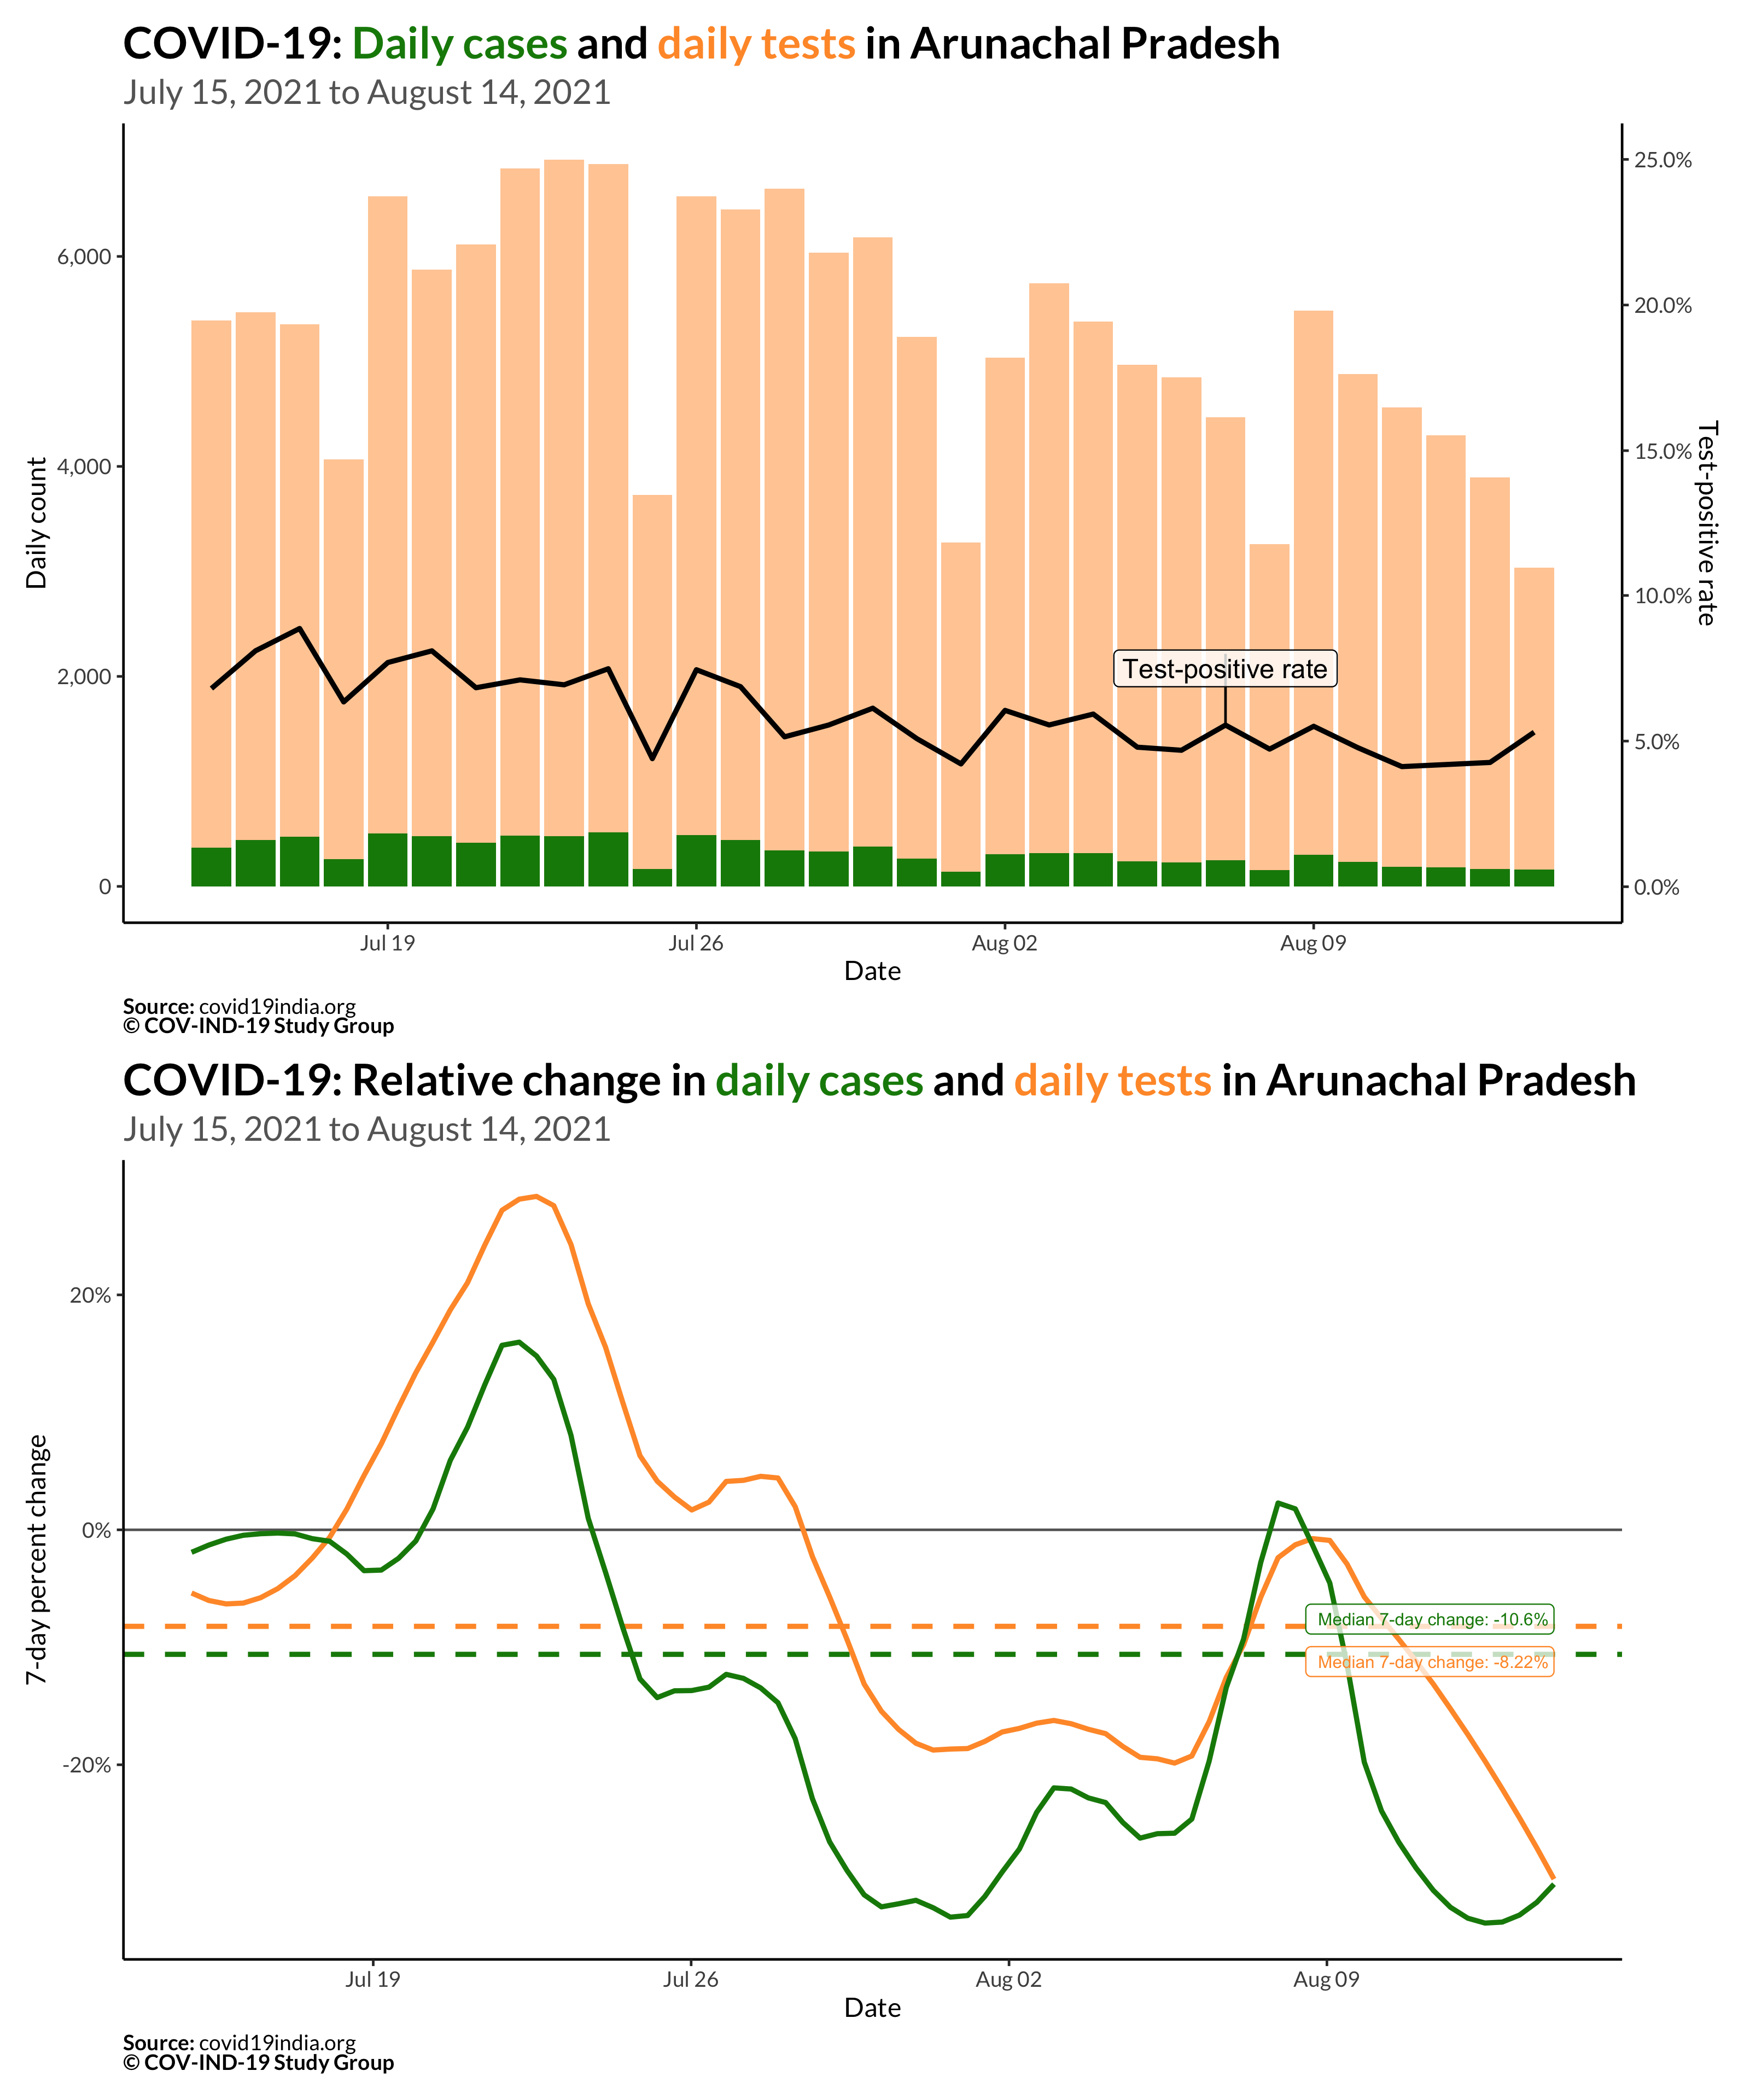 COVID-19: Daily cases and daily tests in Arunachal Pradesh
July 15, 2021 to August 14, 2021
Daily count
6,000
4,000
2,000
0
25.0%
20.0%
15.0%
10.0%
5.0%
0.0%
Test-positive rate
Test-positive rate
Jul 19
Jul 26
Aug 02
Aug 09
Date
Source: covid19india.org
© COV-IND-19 Study Group
COVID-19: Relative change in daily cases and daily tests in Arunachal Pradesh
July 15, 2021 to August 14, 2021
7-day percent change
20%
0%
-20%
Median 7-day change: -10.6%
Median 7-day change: -8.22%
Jul 19
Jul 26
Aug 02
Aug 09
Date
Source: covid19india.org
© COV-IND-19 Study Group